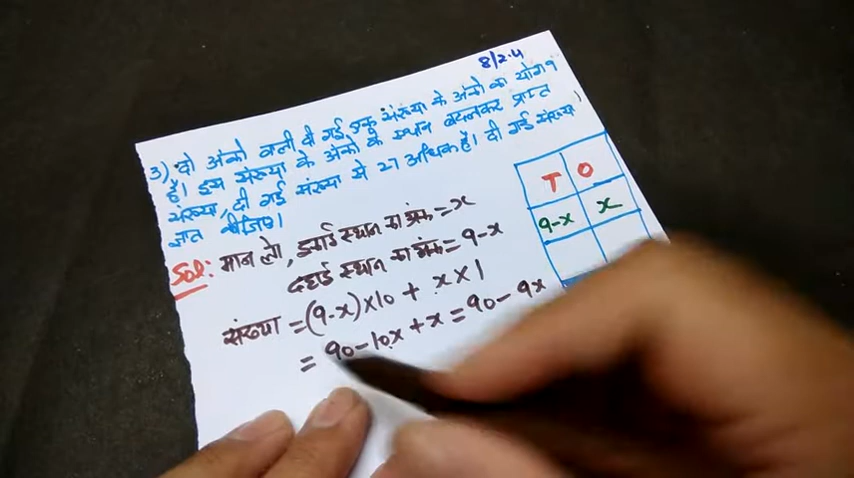 8/2.4
3) दो अंको वाली दी गई एक संख्या के अंको का योग 9
है। इस संख्या के अंको के स्थान बदलकर प्राप्त
संख्या, दी गई संख्या से 27 अधिक है। दी गई संख्या
ज्ञात कीजिए।
T O
9-x x
Sol: मान लो, इकाई स्थान का अंक = x
दहाई स्थान का अंक = 9-x
संख्या = (9-x)×10 + x×1
= 90-10x+x = 90-9x